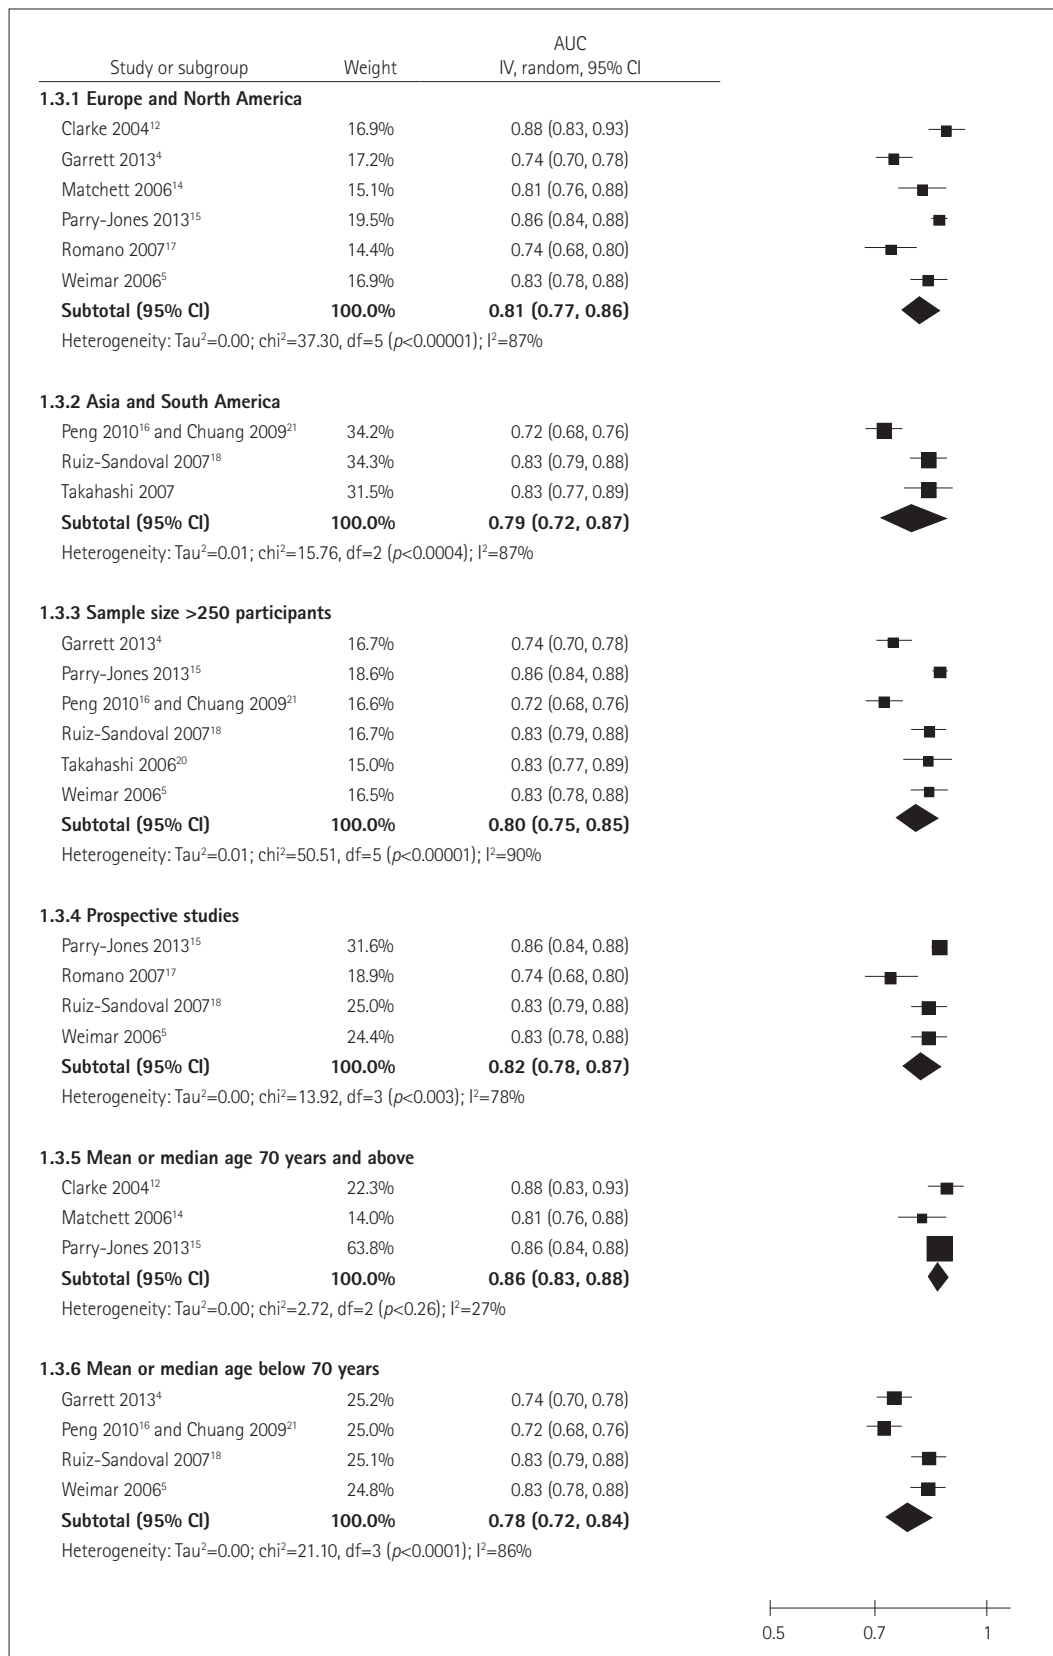 AUC
Study or subgroup Weight IV, random, 95% CI
1.3.1 Europe and North America
Clarke 2004¹² 16.9% 0.88 (0.83, 0.93)
Garrett 2013⁴ 17.2% 0.74 (0.70, 0.78)
Matchett 2006¹⁴ 15.1% 0.81 (0.76, 0.88)
Parry-Jones 2013¹⁵ 19.5% 0.86 (0.84, 0.88)
Romano 2007¹⁷ 14.4% 0.74 (0.68, 0.80)
Weimar 2006⁵ 16.9% 0.83 (0.78, 0.88)
Subtotal (95% CI) 100.0% 0.81 (0.77, 0.86)
Heterogeneity: Tau²=0.00; chi²=37.30, df=5 (p<0.00001); I²=87%
1.3.2 Asia and South America
Peng 2010¹⁶ and Chuang 2009²¹ 34.2% 0.72 (0.68, 0.76)
Ruiz-Sandoval 2007¹⁸ 34.3% 0.83 (0.79, 0.88)
Takahashi 2007 31.5% 0.83 (0.77, 0.89)
Subtotal (95% CI) 100.0% 0.79 (0.72, 0.87)
Heterogeneity: Tau²=0.01; chi²=15.76, df=2 (p<0.0004); I²=87%
1.3.3 Sample size >250 participants
Garrett 2013⁴ 16.7% 0.74 (0.70, 0.78)
Parry-Jones 2013¹⁵ 18.6% 0.86 (0.84, 0.88)
Peng 2010¹⁶ and Chuang 2009²¹ 16.6% 0.72 (0.68, 0.76)
Ruiz-Sandoval 2007¹⁸ 16.7% 0.83 (0.79, 0.88)
Takahashi 2006²⁰ 15.0% 0.83 (0.77, 0.89)
Weimar 2006⁵ 16.5% 0.83 (0.78, 0.88)
Subtotal (95% CI) 100.0% 0.80 (0.75, 0.85)
Heterogeneity: Tau²=0.01; chi²=50.51, df=5 (p<0.00001); I²=90%
1.3.4 Prospective studies
Parry-Jones 2013¹⁵ 31.6% 0.86 (0.84, 0.88)
Romano 2007¹⁷ 18.9% 0.74 (0.68, 0.80)
Ruiz-Sandoval 2007¹⁸ 25.0% 0.83 (0.79, 0.88)
Weimar 2006⁵ 24.4% 0.83 (0.78, 0.88)
Subtotal (95% CI) 100.0% 0.82 (0.78, 0.87)
Heterogeneity: Tau²=0.00; chi²=13.92, df=3 (p<0.003); I²=78%
1.3.5 Mean or median age 70 years and above
Clarke 2004¹² 22.3% 0.88 (0.83, 0.93)
Matchett 2006¹⁴ 14.0% 0.81 (0.76, 0.88)
Parry-Jones 2013¹⁵ 63.8% 0.86 (0.84, 0.88)
Subtotal (95% CI) 100.0% 0.86 (0.83, 0.88)
Heterogeneity: Tau²=0.00; chi²=2.72, df=2 (p<0.26); I²=27%
1.3.6 Mean or median age below 70 years
Garrett 2013⁴ 25.2% 0.74 (0.70, 0.78)
Peng 2010¹⁶ and Chuang 2009²¹ 25.0% 0.72 (0.68, 0.76)
Ruiz-Sandoval 2007¹⁸ 25.1% 0.83 (0.79, 0.88)
Weimar 2006⁵ 24.8% 0.83 (0.78, 0.88)
Subtotal (95% CI) 100.0% 0.78 (0.72, 0.84)
Heterogeneity: Tau²=0.00; chi²=21.10, df=3 (p<0.0001); I²=86%
0.5 0.7 1